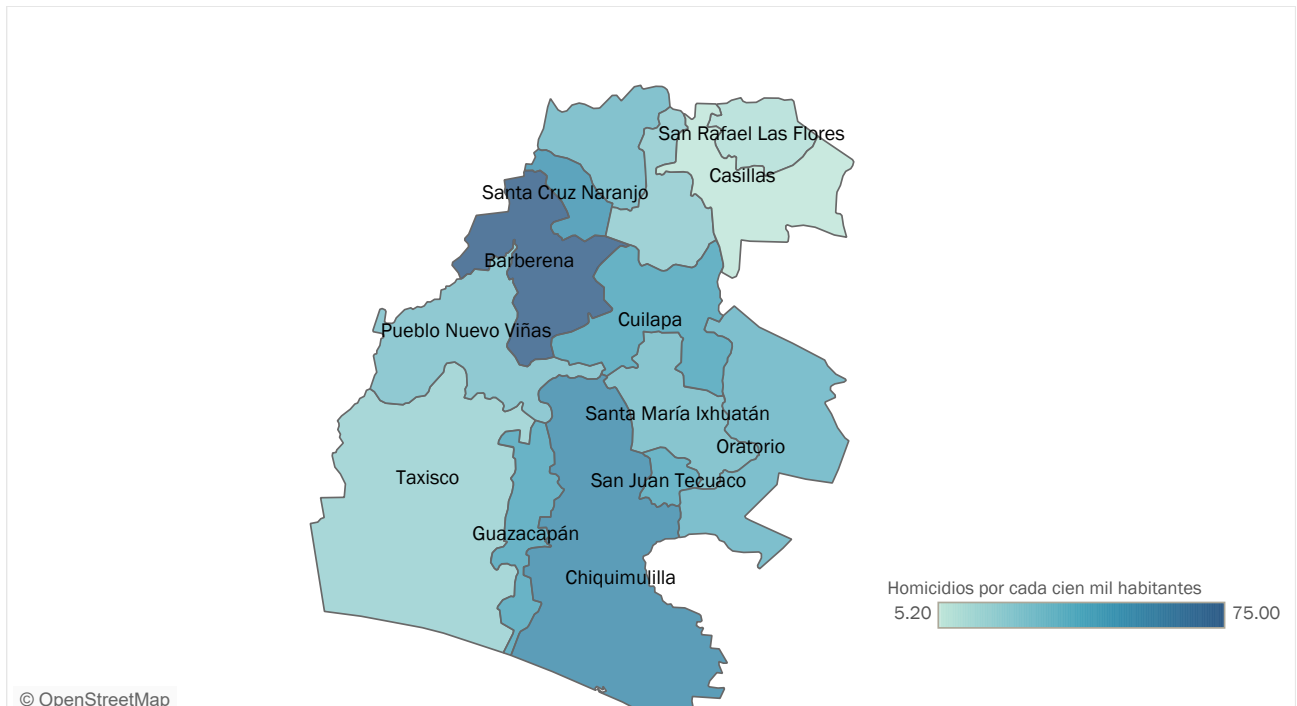 San Rafael Las Flores
Casillas
Santa Cruz Naranjo
Barberena
Cuilapa
Pueblo Nuevo Viñas
Santa María Ixhuatán
Oratorio
Taxisco
San Juan Tecuaco
Guazacapán
Chiquimulilla
Homicidios por cada cien mil habitantes
5.20 75.00
© OpenStreetMap